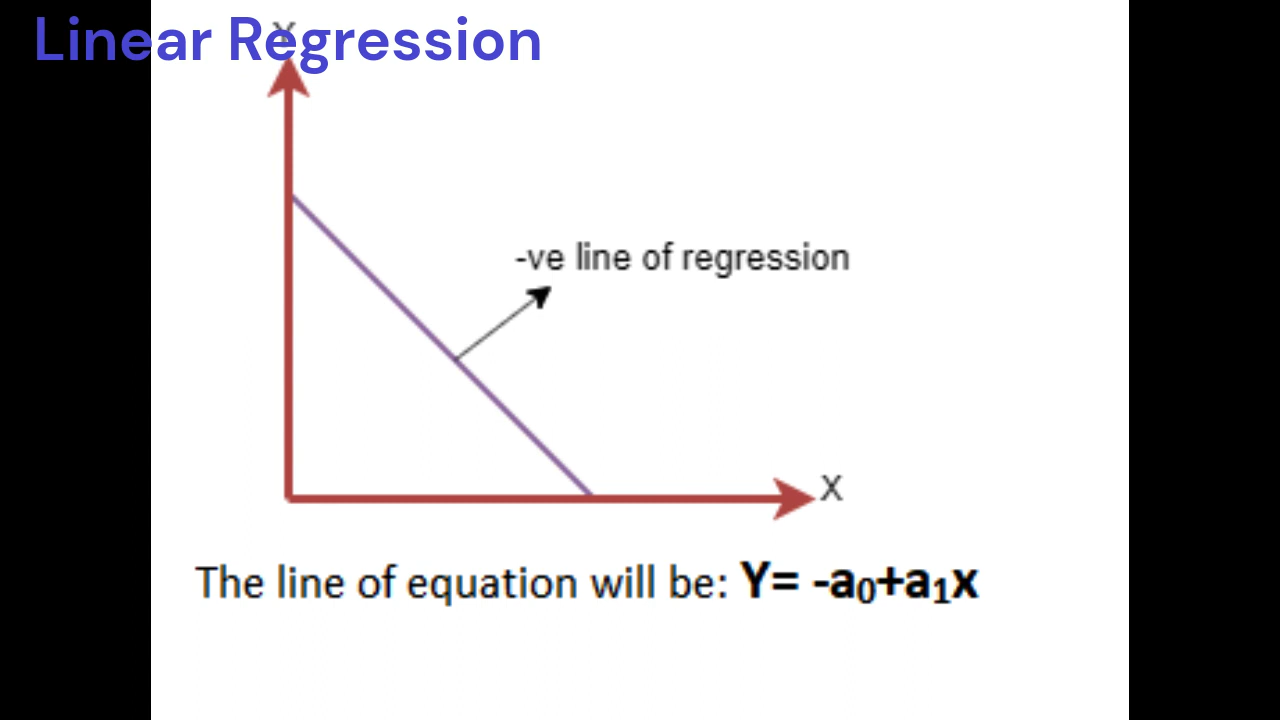 Linear Regression
Y
-ve line of regression
X
The line of equation will be: Y= -a₀+a₁x